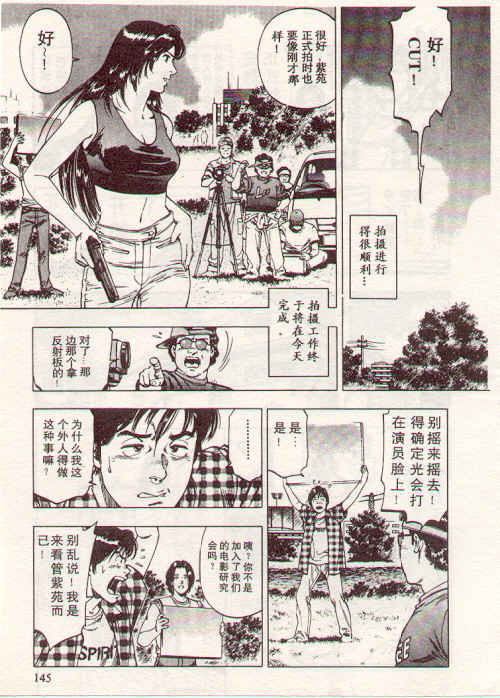 好！
CUT！
拍摄进行
得很顺利…
很好，紫苑
正式拍时也
要像刚才那
样！
好~！
拍摄工作终
于将在今天
完成
对了！那
边那个拿
反射板的！
别摇来摇去！
得确定光会打
在演员脸上！
是…
是！
………
为什么我这
个外人得做
这种事嘛？
咦？你不是
加入了我们
的电影研究
会吗？
别乱说！我是
来看管紫苑而
己！
SPIRI
145